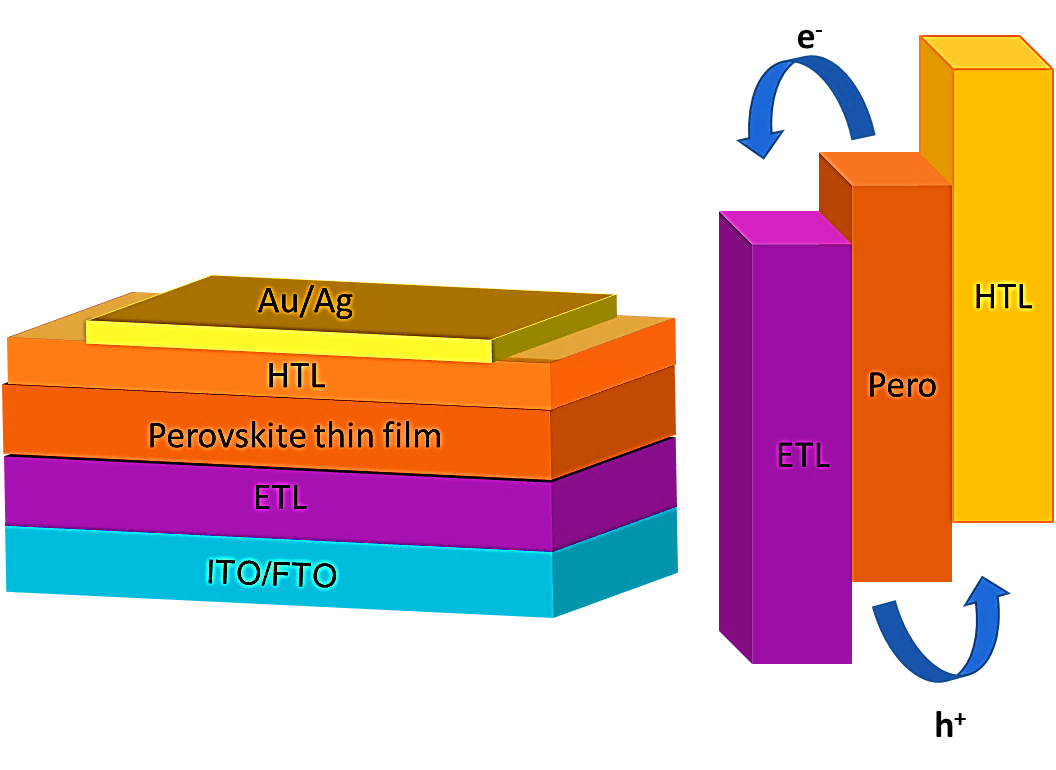 Au/Ag
HTL
Perovskite thin film
ETL
ITO/FTO
e⁻
HTL
Pero
ETL
h⁺